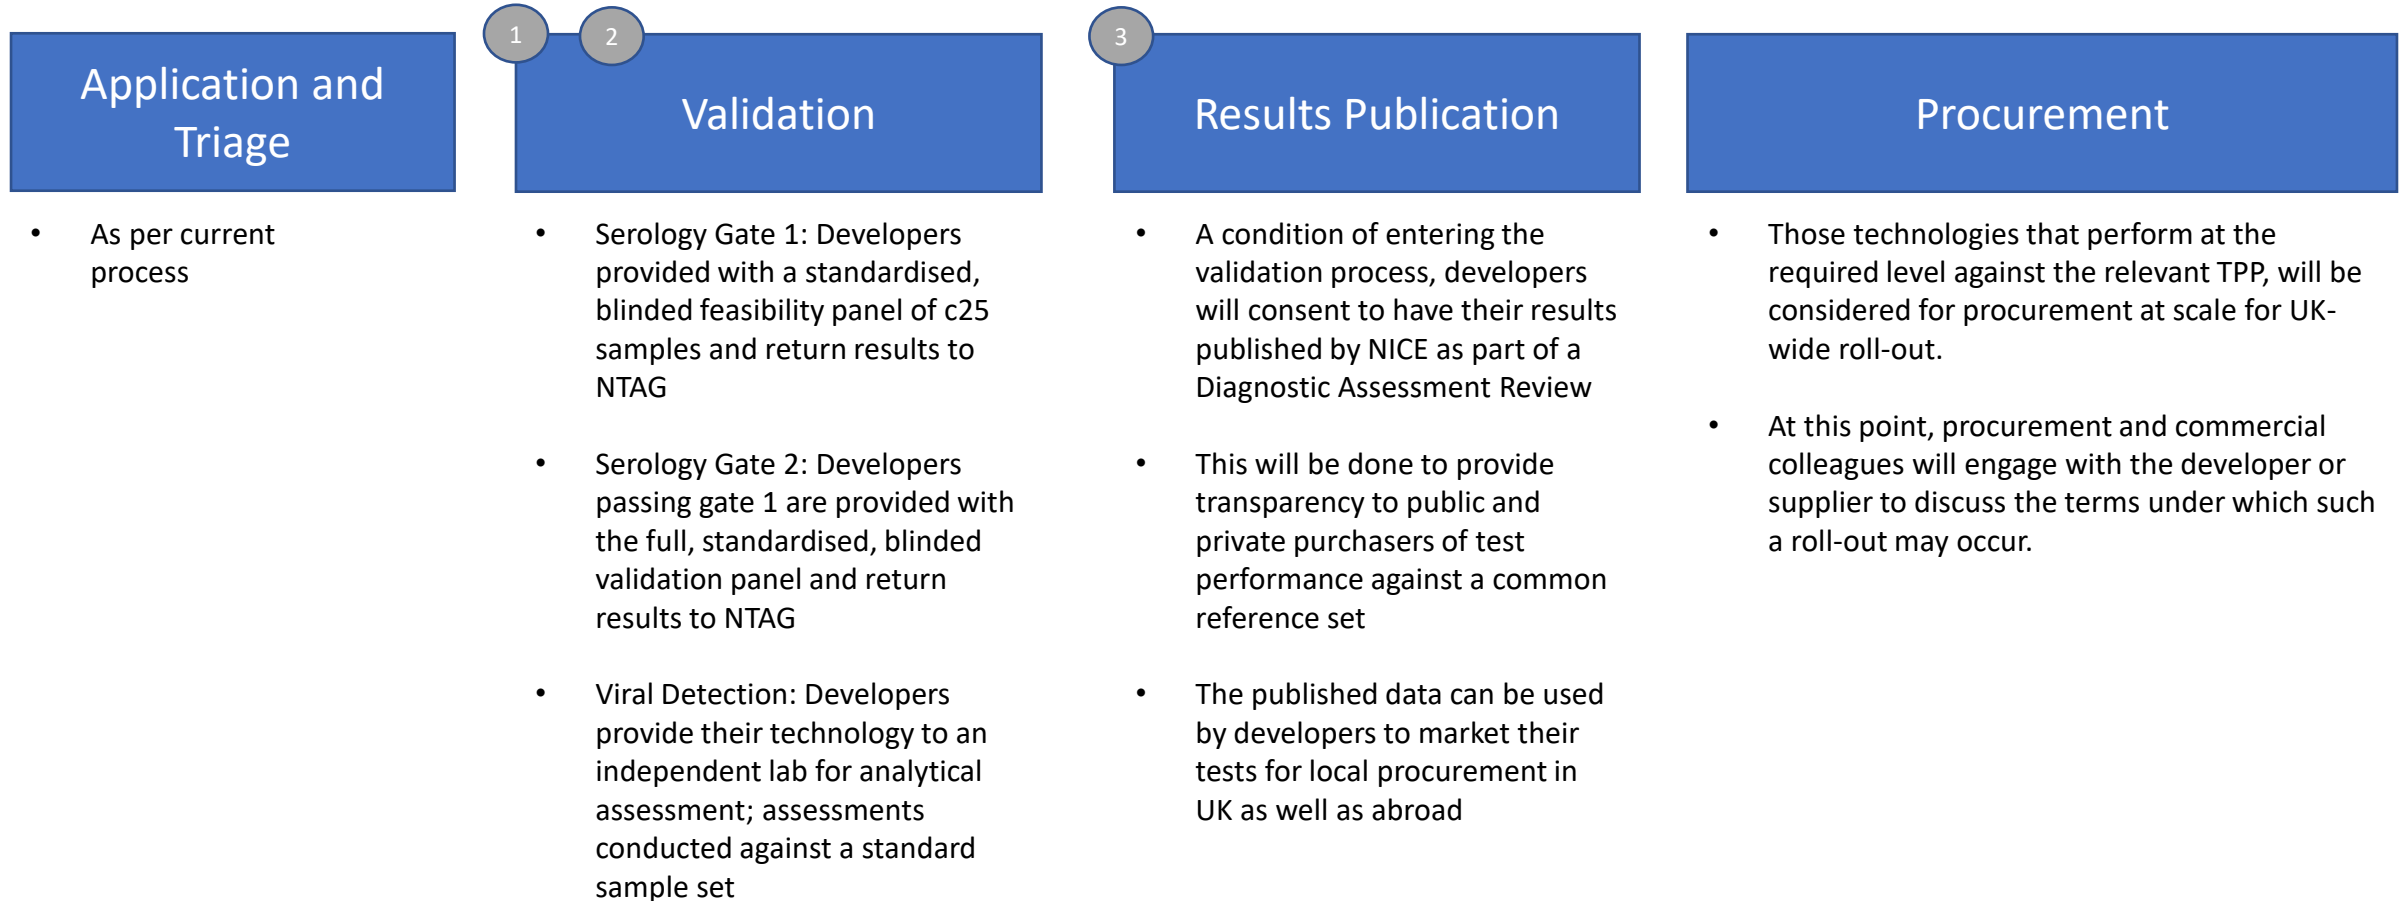 Application and
Triage
• As per current
process
1
2
Validation
• Serology Gate 1: Developers
provided with a standardised,
blinded feasibility panel of c25
samples and return results to
NTAG
• Serology Gate 2: Developers
passing gate 1 are provided with
the full, standardised, blinded
validation panel and return
results to NTAG
• Viral Detection: Developers
provide their technology to an
independent lab for analytical
assessment; assessments
conducted against a standard
sample set
3
Results Publication
• A condition of entering the
validation process, developers
will consent to have their results
published by NICE as part of a
Diagnostic Assessment Review
• This will be done to provide
transparency to public and
private purchasers of test
performance against a common
reference set
• The published data can be used
by developers to market their
tests for local procurement in
UK as well as abroad
Procurement
• Those technologies that perform at the
required level against the relevant TPP, will be
considered for procurement at scale for UK-
wide roll-out.
• At this point, procurement and commercial
colleagues will engage with the developer or
supplier to discuss the terms under which such
a roll-out may occur.